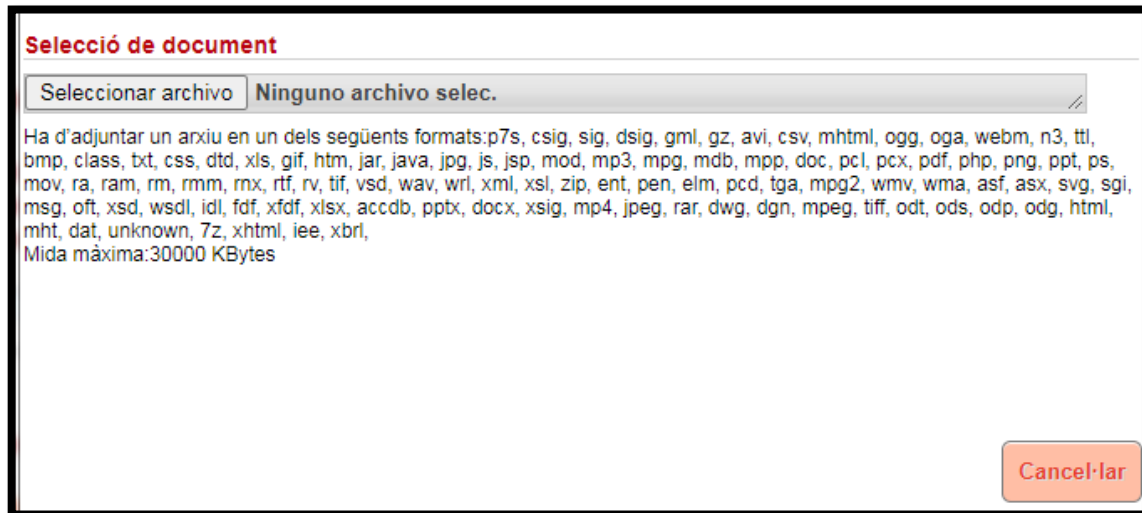 Selecció de document
Seleccionar archivo Ninguno archivo selec.
Ha d'adjuntar un arxiu en un dels següents formats:p7s, csig, sig, dsig, gml, gz, avi, csv, mhtml, ogg, oga, webm, n3, ttl,
bmp, class, txt, css, dtd, xls, gif, htm, jar, java, jpg, js, jsp, mod, mp3, mpg, mdb, mpp, doc, pcl, pcx, pdf, php, png, ppt, ps,
mov, ra, ram, rm, rmm, rnx, rtf, rv, tif, vsd, wav, wrl, xml, xsl, zip, ent, pen, elm, pcd, tga, mpg2, wmv, wma, asf, asx, svg, sgi,
msg, oft, xsd, wsdl, idl, fdf, xfdf, xlsx, accdb, pptx, docx, xsig, mp4, jpeg, rar, dwg, dgn, mpeg, tiff, odt, ods, odp, odg, html,
mht, dat, unknown, 7z, xhtml, iee, xbrl,
Mida màxima:30000 KBytes
Cancel·lar